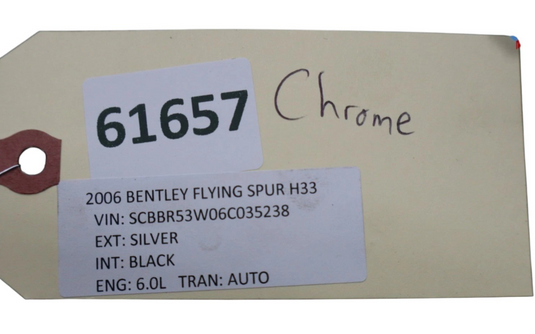 61657
Chrome
2006 BENTLEY FLYING SPUR H33
VIN: SCBBR53W06C035238
EXT: SILVER
INT: BLACK
ENG: 6.0L TRAN: AUTO